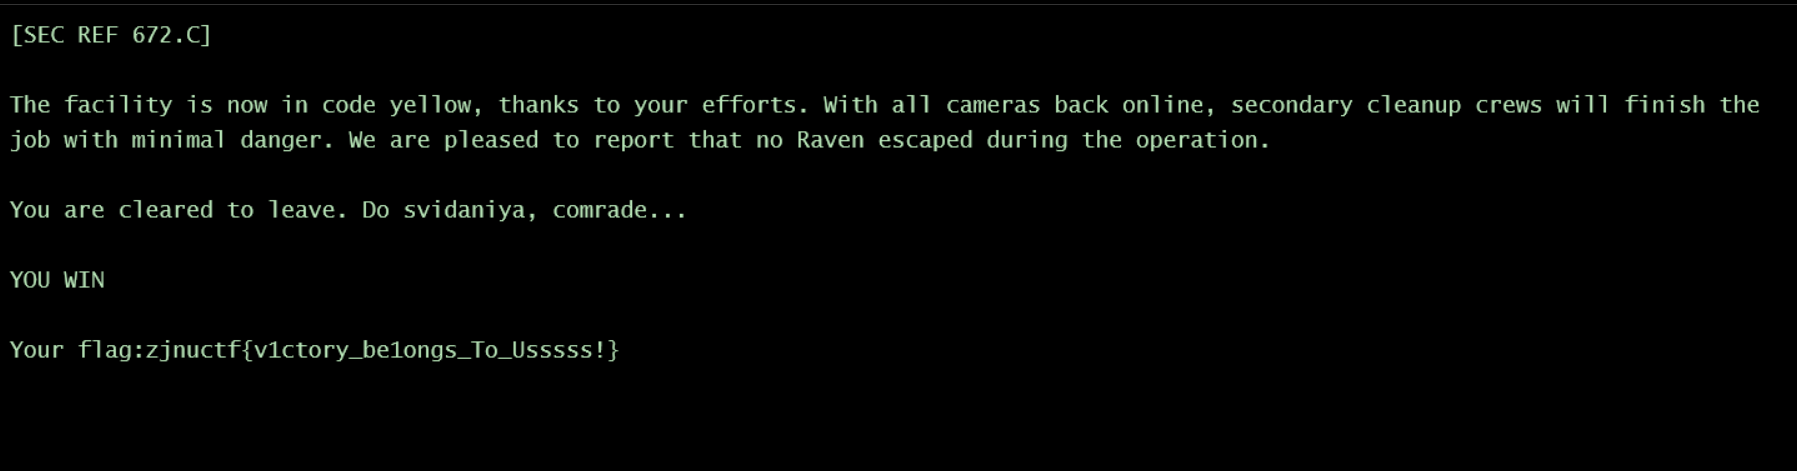 [SEC REF 672.C]
The facility is now in code yellow, thanks to your efforts. With all cameras back online, secondary cleanup crews will finish the
job with minimal danger. We are pleased to report that no Raven escaped during the operation.
You are cleared to leave. Do svidaniya, comrade...
YOU WIN
Your flag:zjnuctf{v1ctory_be1ongs_To_Usssss!}